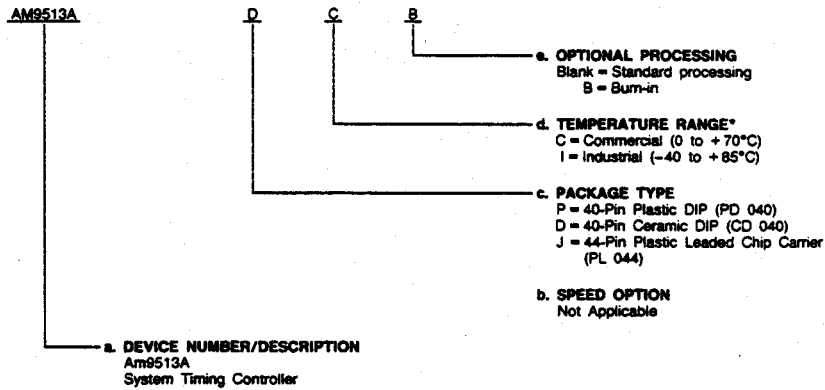 AM9513A D C B
e. OPTIONAL PROCESSING
Blank = Standard processing
B = Burn-in
d. TEMPERATURE RANGE*
C = Commercial (0 to +70°C)
I = Industrial (-40 to +85°C)
c. PACKAGE TYPE
P = 40-Pin Plastic DIP (PD 040)
D = 40-Pin Ceramic DIP (CD 040)
J = 44-Pin Plastic Leaded Chip Carrier
(PL 044)
b. SPEED OPTION
Not Applicable
a. DEVICE NUMBER/DESCRIPTION
Am9513A
System Timing Controller